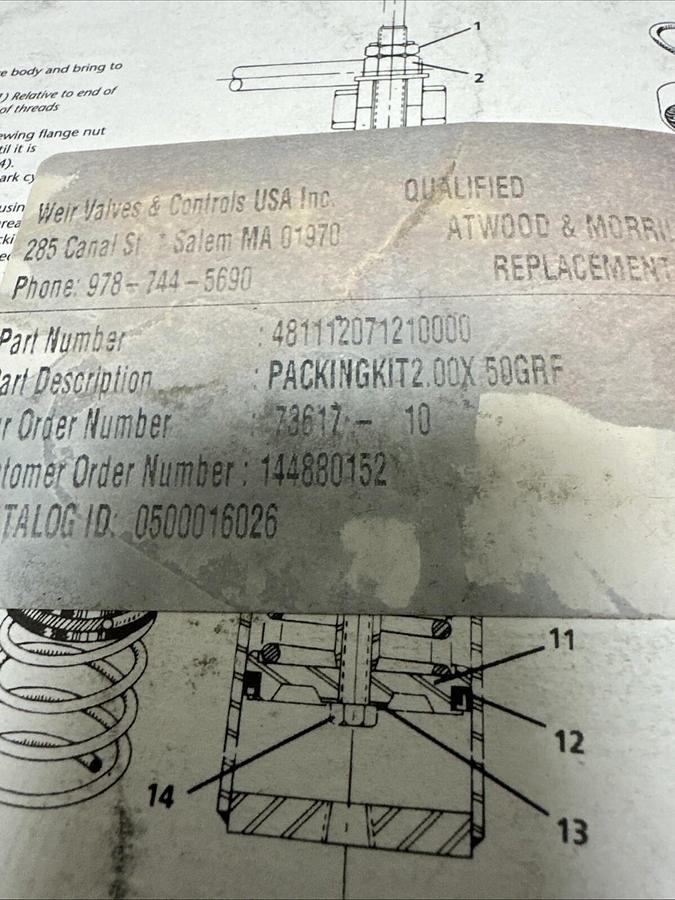 1
2
e body and bring to
) Relative to end of
of threads
ewing flange nut
til it is
4).
ark cy
usin
Weir Valves & Controls USA Inc.
285 Canal St * Salem MA 01970
Phone: 978-744-5690
QUALIFIED
ATWOOD & MORRI
REPLACEMENT
Part Number : 481112071210000
art Description : PACKINGKIT2.00X.50GRF
r Order Number : 73617 - 10
tomer Order Number : 144880152
TALOG ID: 0500016026
11
12
13
14